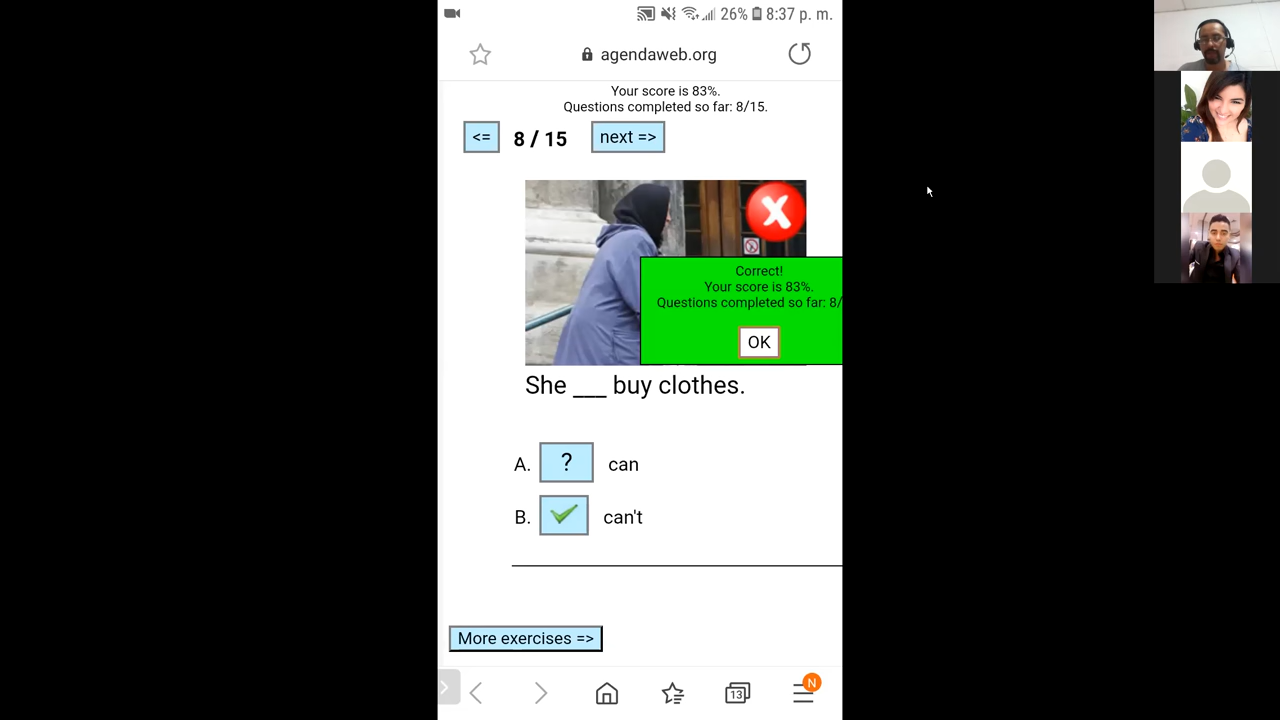 26% 8:37 p. m.
agendaweb.org
Your score is 83%.
Questions completed so far: 8/15.
<= 8 / 15 next =>
X
Correct!
Your score is 83%.
Questions completed so far: 8/
OK
She ___ buy clothes.
A. ? can
B. can't
More exercises =>
13
N